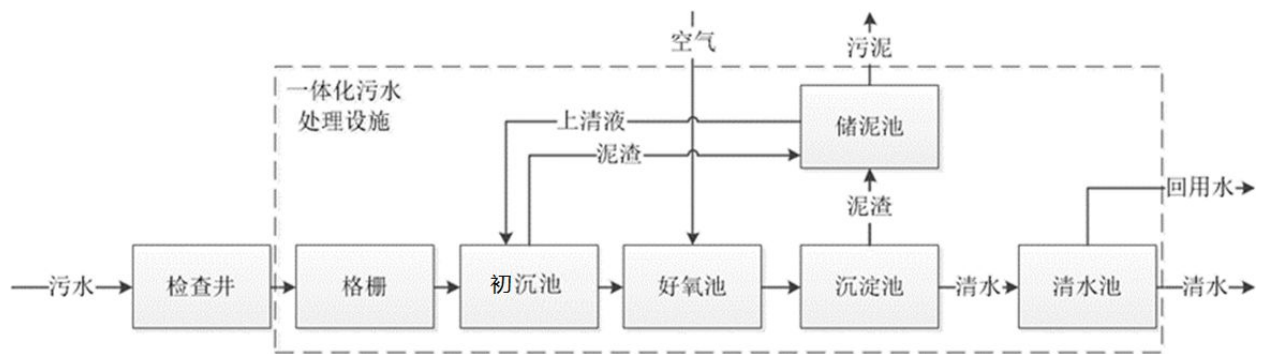 空气
污泥
一体化污水
处理设施
上清液
储泥池
泥渣
泥渣
回用水
污水
检查井
格栅
初沉池
好氧池
沉淀池
清水
清水池
清水